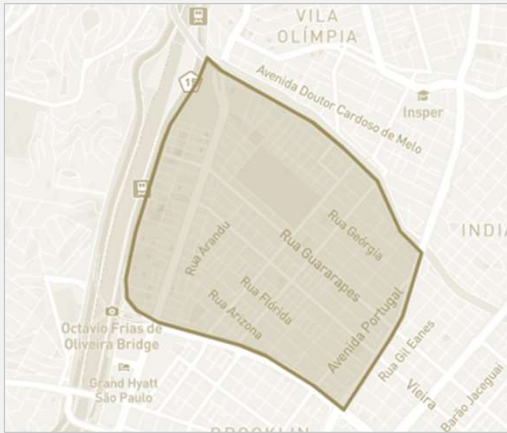 VILA
OLÍMPIA
15
Avenida Doutor Cardoso de Melo
Insper
INDIA
Rua Geórgia
Rua Arandu
Rua Guararapes
Rua Flórida
Rua Arizona
Avenida Portugal
Octavio Frias de
Oliveira Bridge
Rua Gil Eanes
Grand Hyatt
São Paulo
Vieira
Barão Jaceguai
BROOKLIN